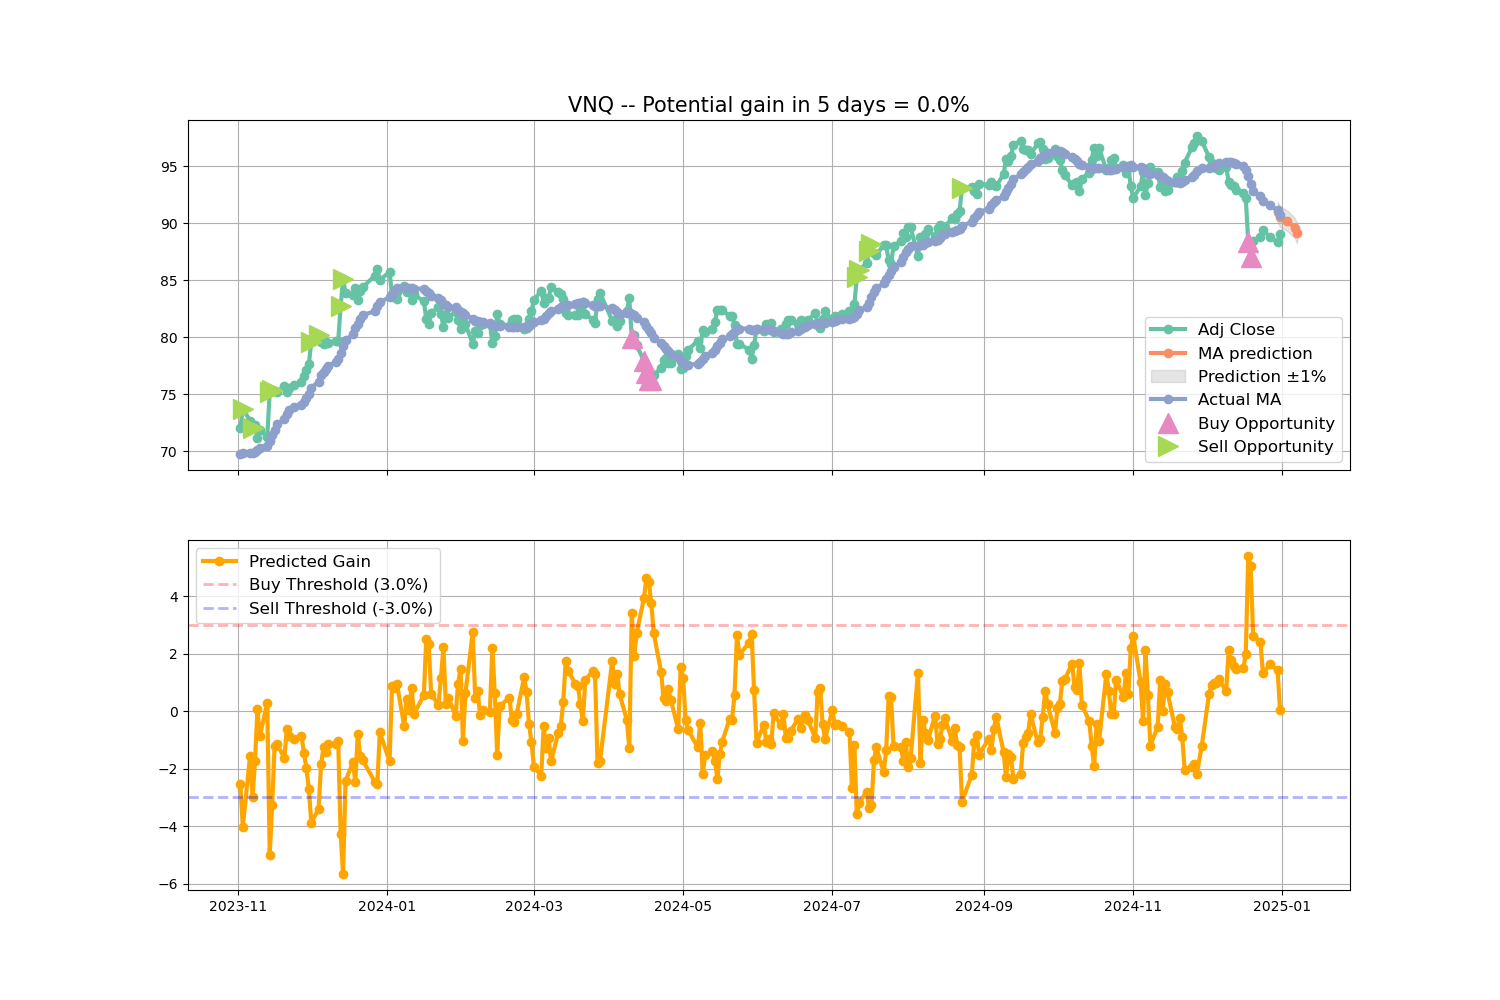 VNQ -- Potential gain in 5 days = 0.0%
95
90
85
80
75
70
Adj Close
MA prediction
Prediction ±1%
Actual MA
Buy Opportunity
Sell Opportunity
Predicted Gain
Buy Threshold (3.0%)
Sell Threshold (-3.0%)
4
2
0
−2
−4
−6
2023-11 2024-01 2024-03 2024-05 2024-07 2024-09 2024-11 2025-01